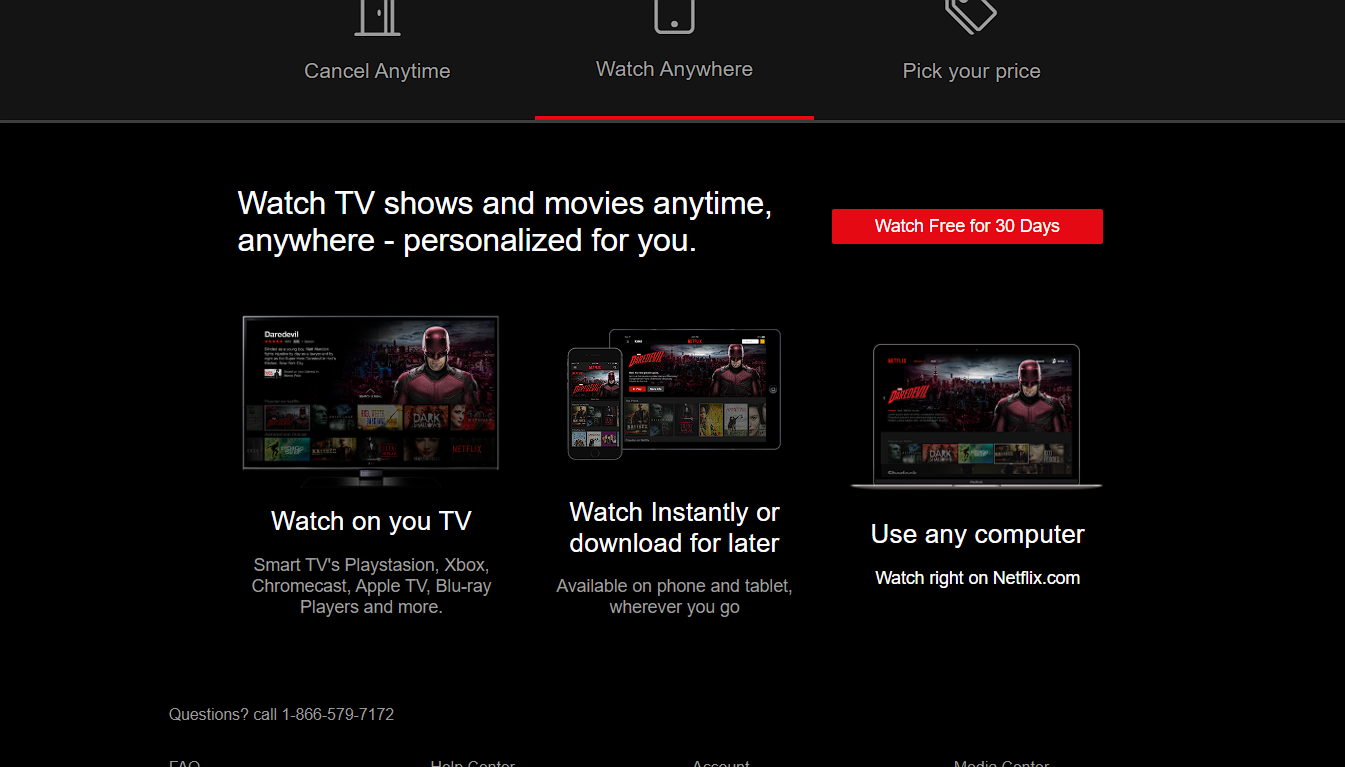 Cancel Anytime
Watch Anywhere
Pick your price
Watch TV shows and movies anytime,
anywhere - personalized for you.
Watch Free for 30 Days
Daredevil
NETFLIX
NETFLIX
DAREDEVIL
NETFLIX
DAREDEVIL
DARK
Watch on you TV
Smart TV's Playstasion, Xbox,
Chromecast, Apple TV, Blu-ray
Players and more.
Watch Instantly or
download for later
Available on phone and tablet,
wherever you go
Use any computer
Watch right on Netflix.com
Questions? call 1-866-579-7172
FAQ
Help Center
Account
Media Center